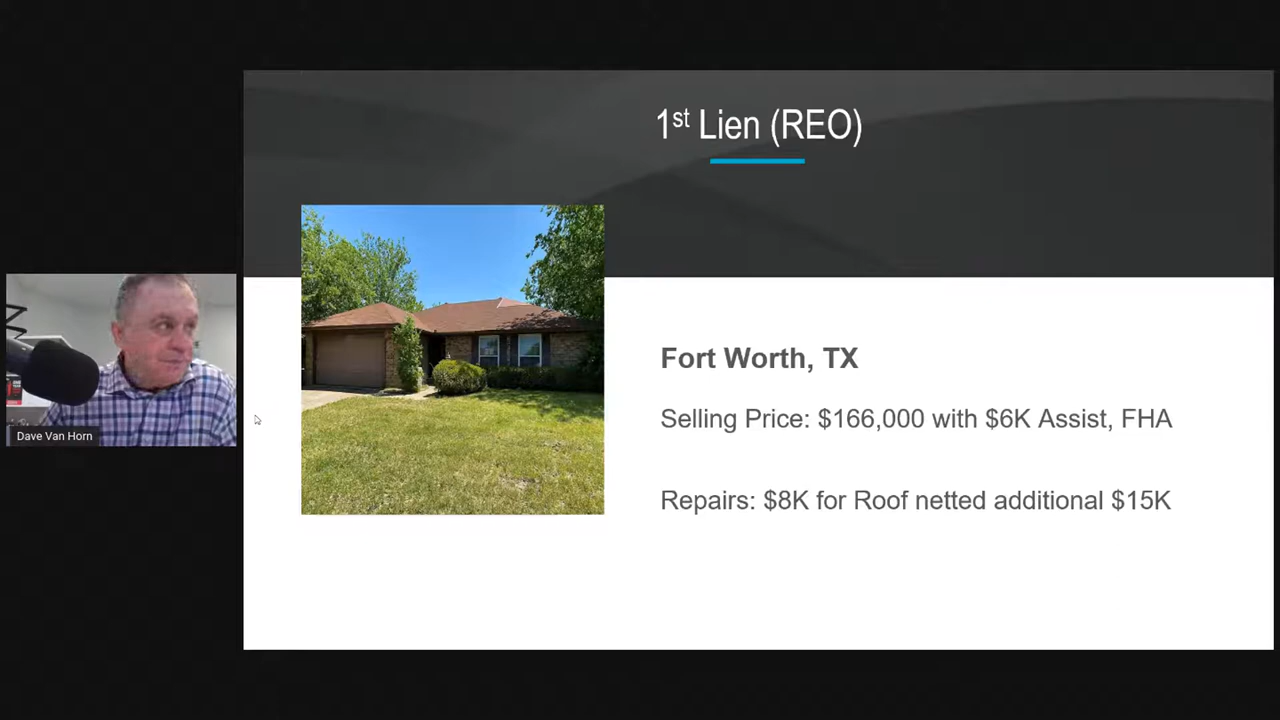 1st Lien (REO)
Fort Worth, TX
Selling Price: $166,000 with $6K Assist, FHA
Repairs: $8K for Roof netted additional $15K
Dave Van Horn